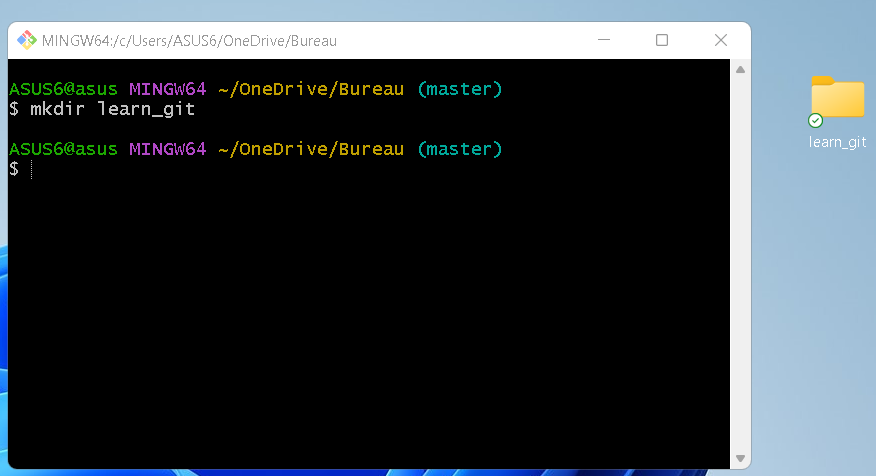 MINGW64:/c/Users/ASUS6/OneDrive/Bureau
ASUS6@asus MINGW64 ~/OneDrive/Bureau (master)
$ mkdir learn_git
ASUS6@asus MINGW64 ~/OneDrive/Bureau (master)
$
learn_git